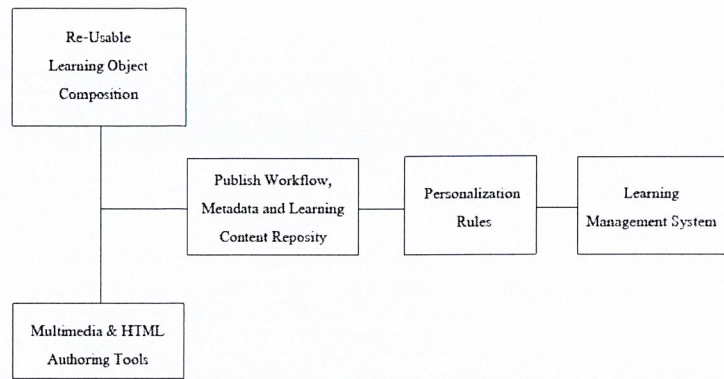 Re-Usable
Learning Object
Composition
Publish Workflow,
Metadata and Learning
Content Reposity
Personalization
Rules
Learning
Management System
Multimedia & HTML
Authoring Tools